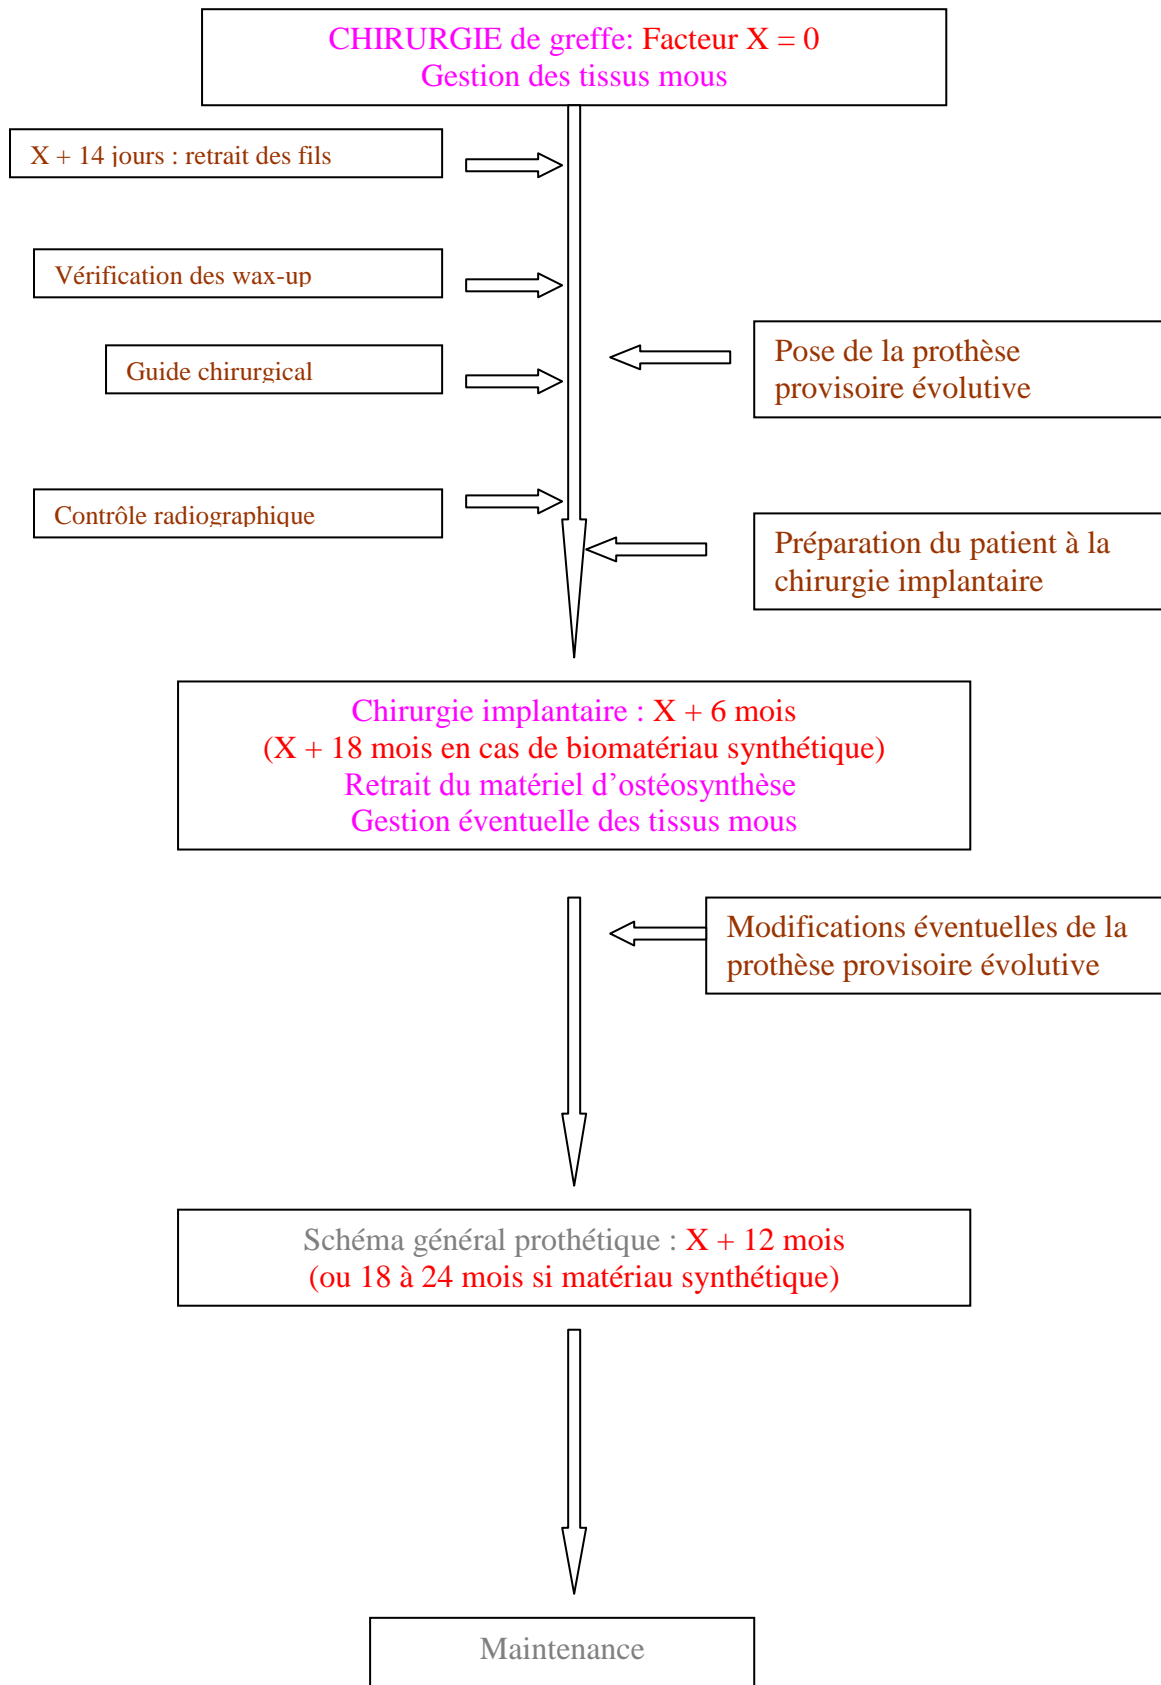 CHIRURGIE de greffe: Facteur X = 0
Gestion des tissus mous
X + 14 jours : retrait des fils
Vérification des wax-up
Guide chirurgical
Pose de la prothèse
provisoire évolutive
Contrôle radiographique
Préparation du patient à la
chirurgie implantaire
Chirurgie implantaire : X + 6 mois
(X + 18 mois en cas de biomatériau synthétique)
Retrait du matériel d’ostéosynthèse
Gestion éventuelle des tissus mous
Modifications éventuelles de la
prothèse provisoire évolutive
Schéma général prothétique : X + 12 mois
(ou 18 à 24 mois si matériau synthétique)
Maintenance